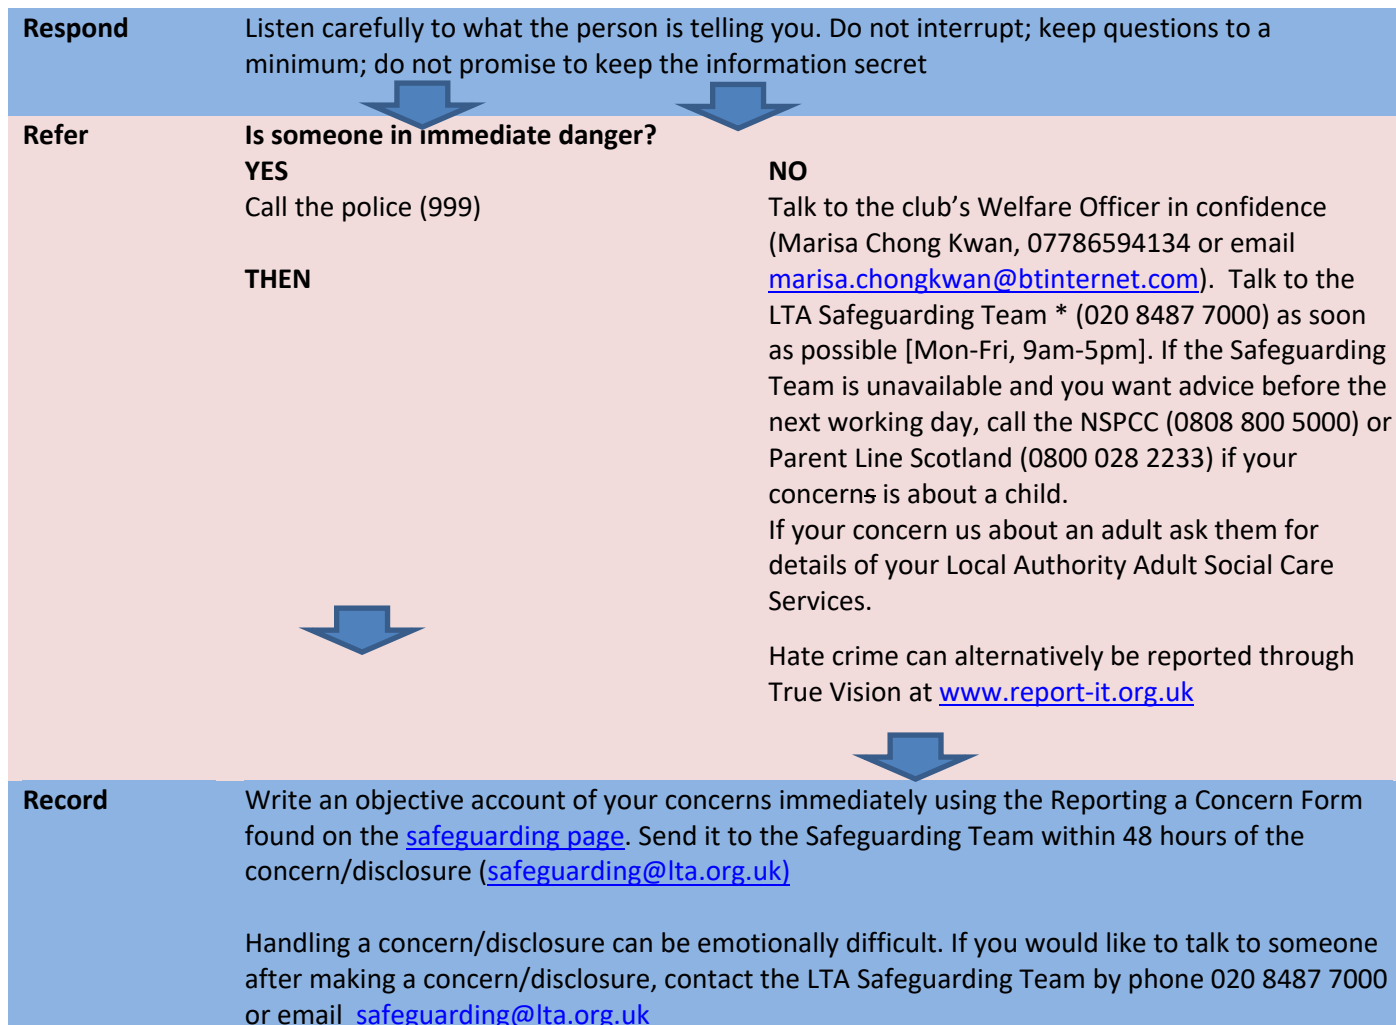 Respond
Listen carefully to what the person is telling you. Do not interrupt; keep questions to a
minimum; do not promise to keep the information secret
Refer
Is someone in immediate danger?
YES
Call the police (999)
THEN
NO
Talk to the club’s Welfare Officer in confidence
(Marisa Chong Kwan, 07786594134 or email
marisa.chongkwan@btinternet.com). Talk to the
LTA Safeguarding Team * (020 8487 7000) as soon
as possible [Mon-Fri, 9am-5pm]. If the Safeguarding
Team is unavailable and you want advice before the
next working day, call the NSPCC (0808 800 5000) or
Parent Line Scotland (0800 028 2233) if your
concerns is about a child.
If your concern us about an adult ask them for
details of your Local Authority Adult Social Care
Services.
Hate crime can alternatively be reported through
True Vision at www.report-it.org.uk
Record
Write an objective account of your concerns immediately using the Reporting a Concern Form
found on the safeguarding page. Send it to the Safeguarding Team within 48 hours of the
concern/disclosure (safeguarding@lta.org.uk)
Handling a concern/disclosure can be emotionally difficult. If you would like to talk to someone
after making a concern/disclosure, contact the LTA Safeguarding Team by phone 020 8487 7000
or email safeguarding@lta.org.uk